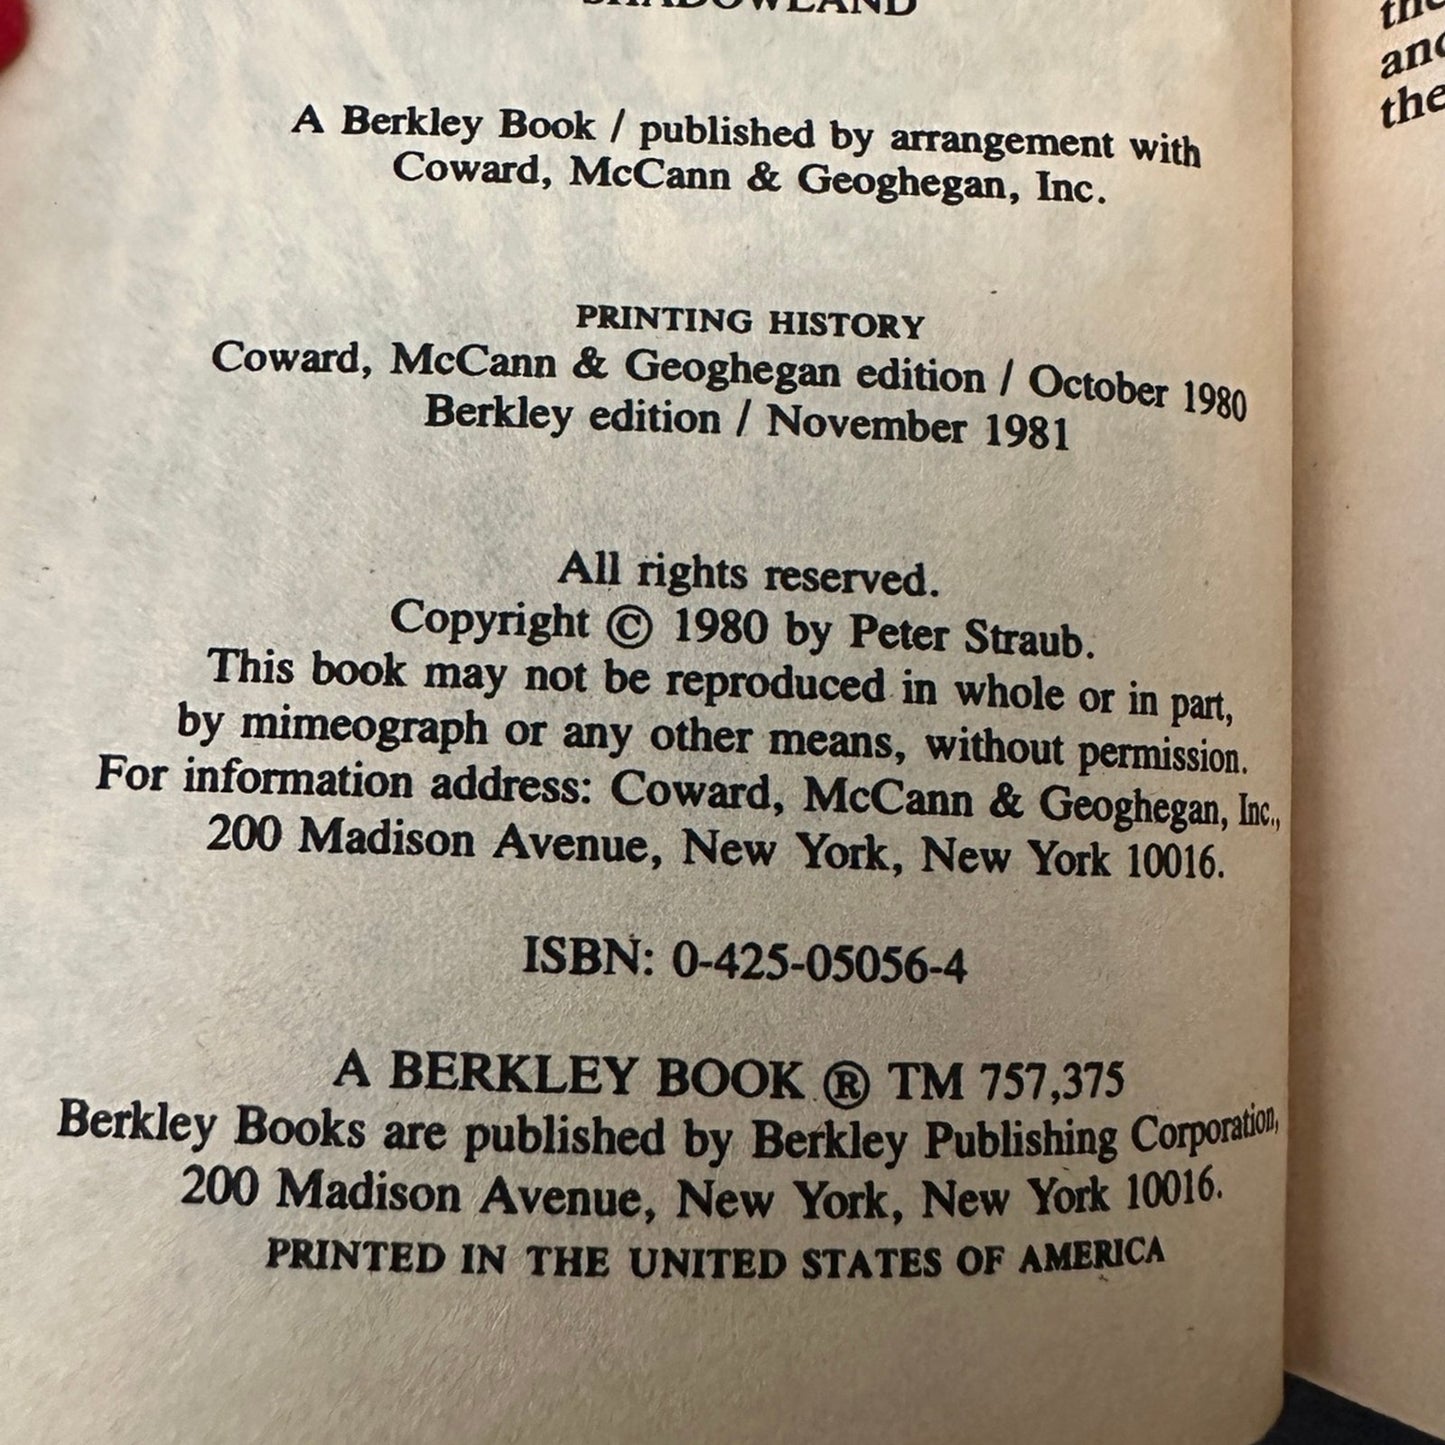 SHADOWLAND
A Berkley Book / published by arrangement with
Coward, McCann & Geoghegan, Inc.
PRINTING HISTORY
Coward, McCann & Geoghegan edition / October 1980
Berkley edition / November 1981
All rights reserved.
Copyright © 1980 by Peter Straub.
This book may not be reproduced in whole or in part,
by mimeograph or any other means, without permission.
For information address: Coward, McCann & Geoghegan, Inc.,
200 Madison Avenue, New York, New York 10016.
ISBN: 0-425-05056-4
A BERKLEY BOOK ® TM 757,375
Berkley Books are published by Berkley Publishing Corporation,
200 Madison Avenue, New York, New York 10016.
PRINTED IN THE UNITED STATES OF AMERICA